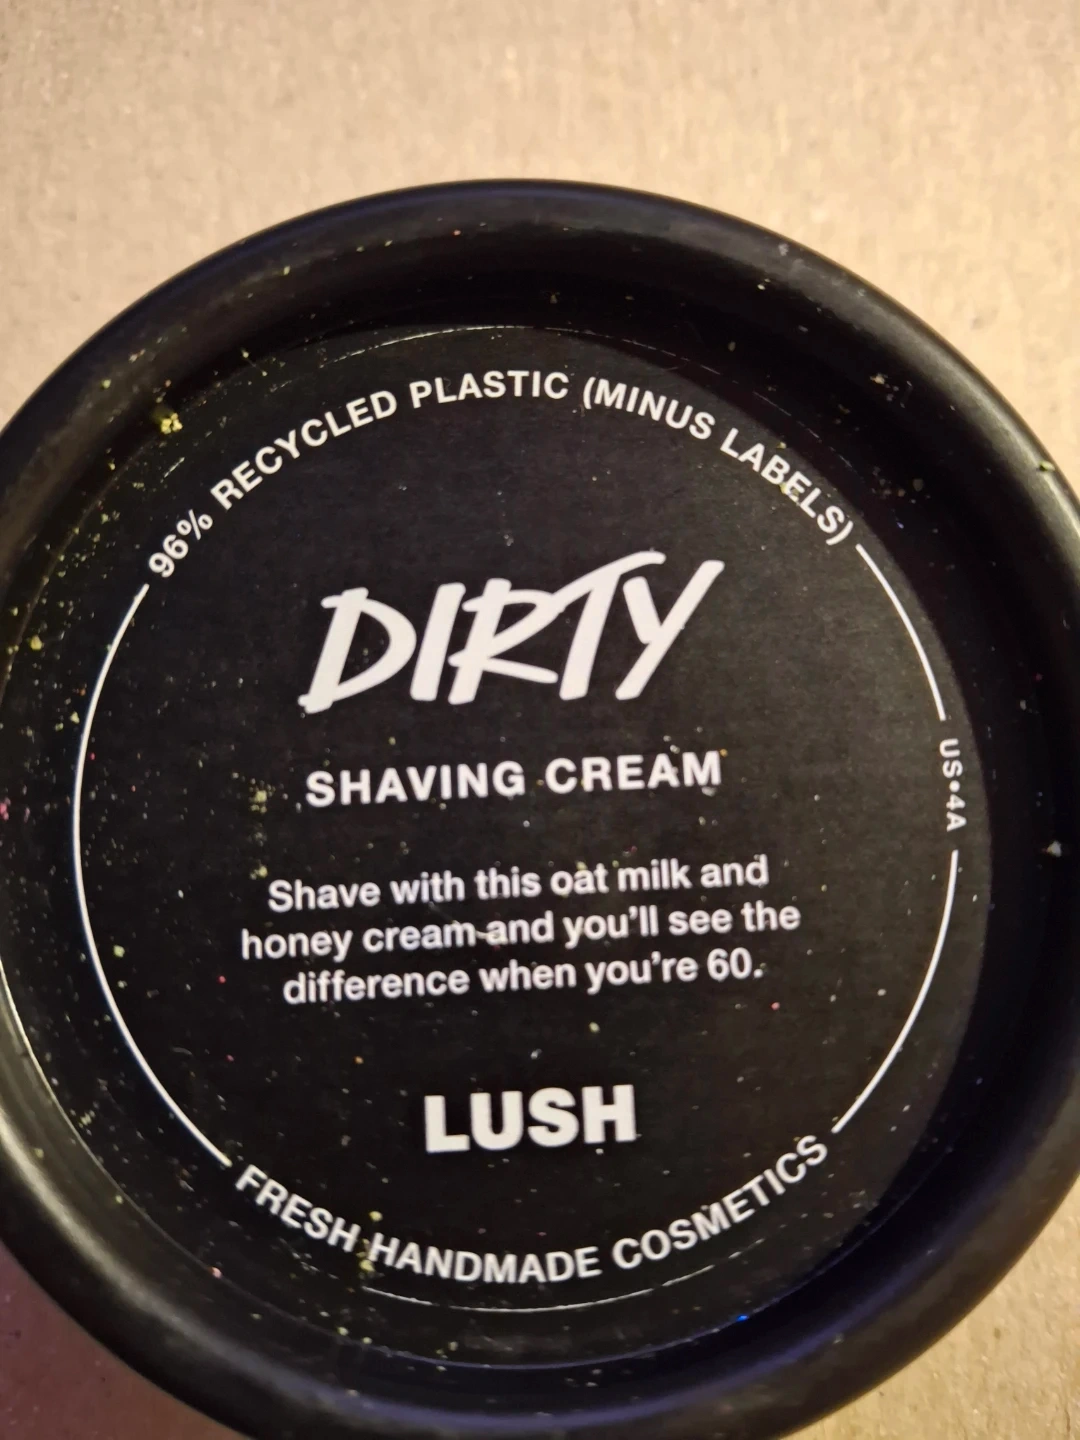 96% RECYCLED PLASTIC (MINUS LABELS)
DIRTY
SHAVING CREAM
US•4A
Shave with this oat milk and
honey cream and you'll see the
difference when you're 60.
LUSH
FRESH HANDMADE COSMETICS